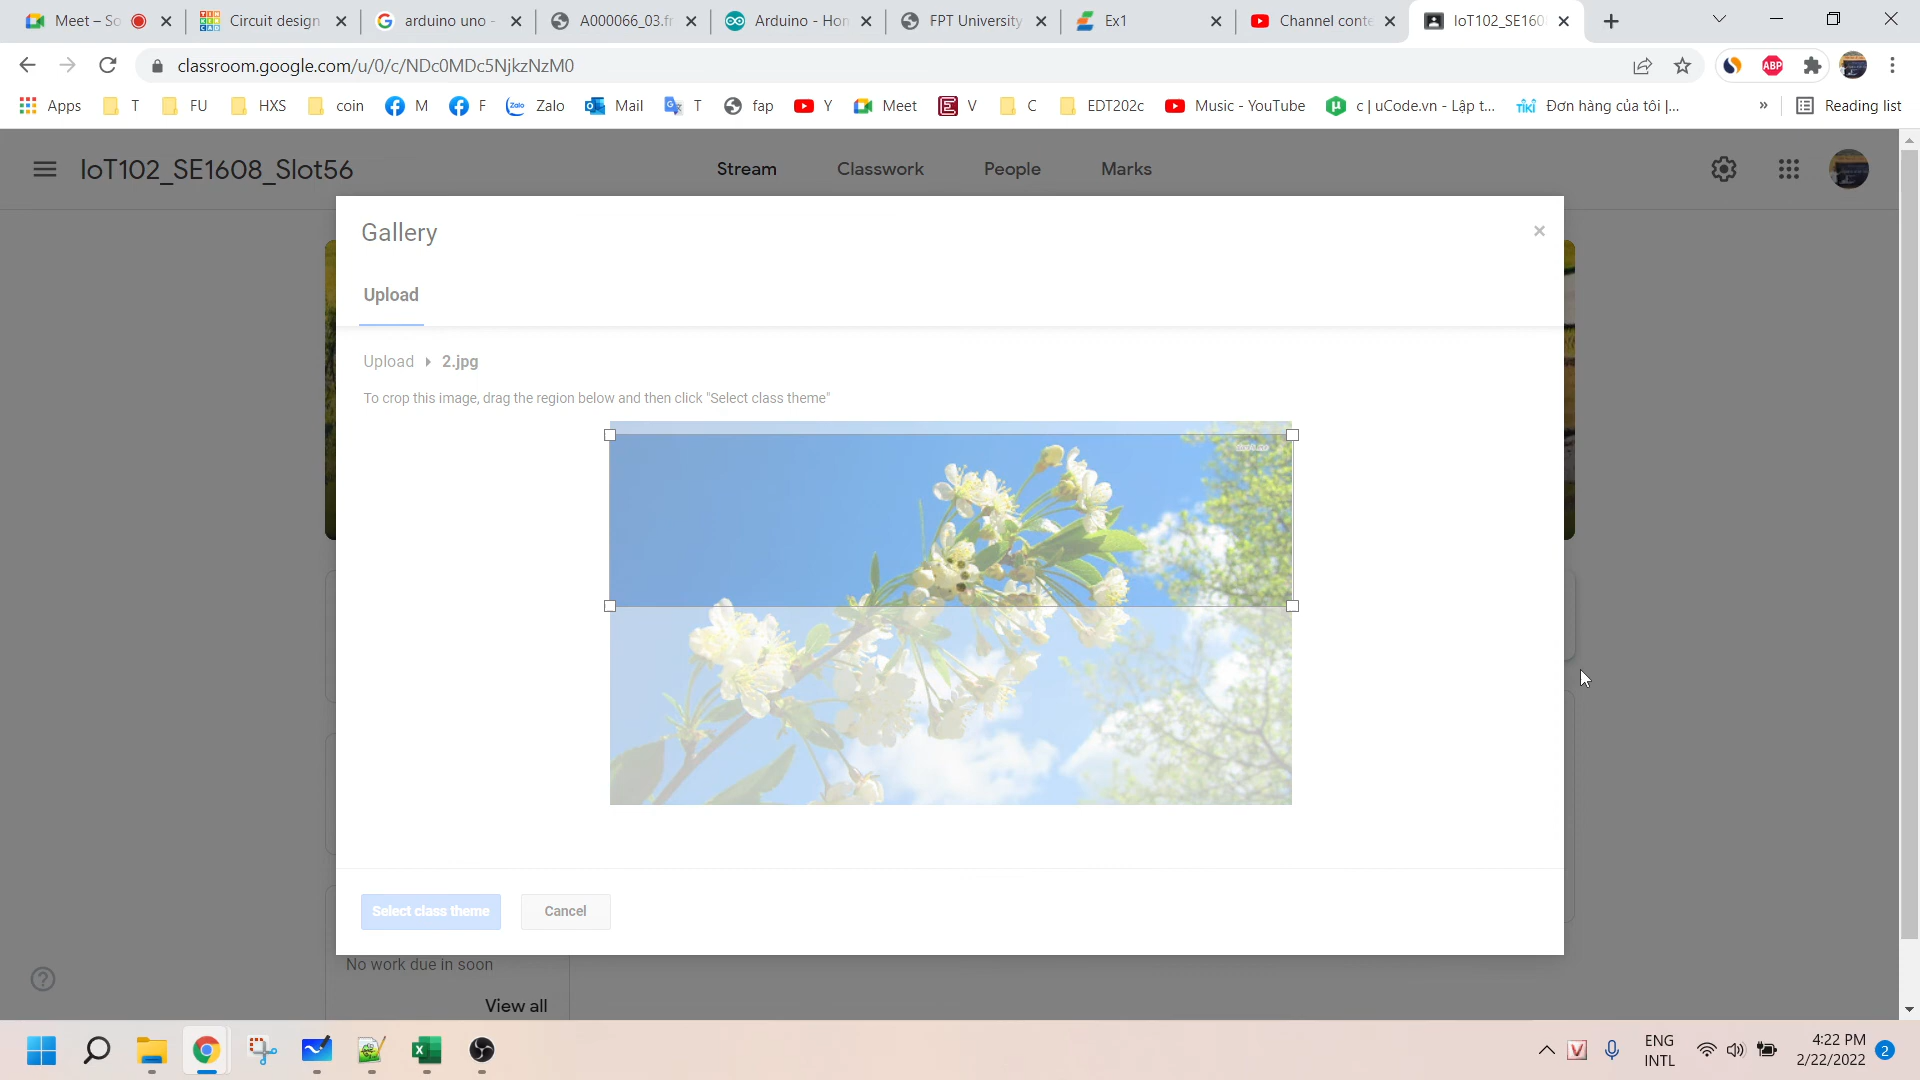 Meet – So
Circuit design
arduino uno -
A000066_03.fr
Arduino - Hon
FPT University
Ex1
Channel conte
IoT102_SE160
classroom.google.com/u/0/c/NDc0MDc5NjkzNzM0
ABP
Apps
T
FU
HXS
coin
M
F
Zalo
Mail
T
fap
Y
Meet
V
C
EDT202c
Music - YouTube
c | uCode.vn - Lập t...
TIKI
Đơn hàng của tôi |...
»
Reading list
IoT102_SE1608_Slot56
Stream
Classwork
People
Marks
Gallery
Upload
Upload
2.jpg
To crop this image, drag the region below and then click "Select class theme"
Select class theme
Cancel
No work due in soon
View all
ENG
INTL
4:22 PM
2/22/2022
2